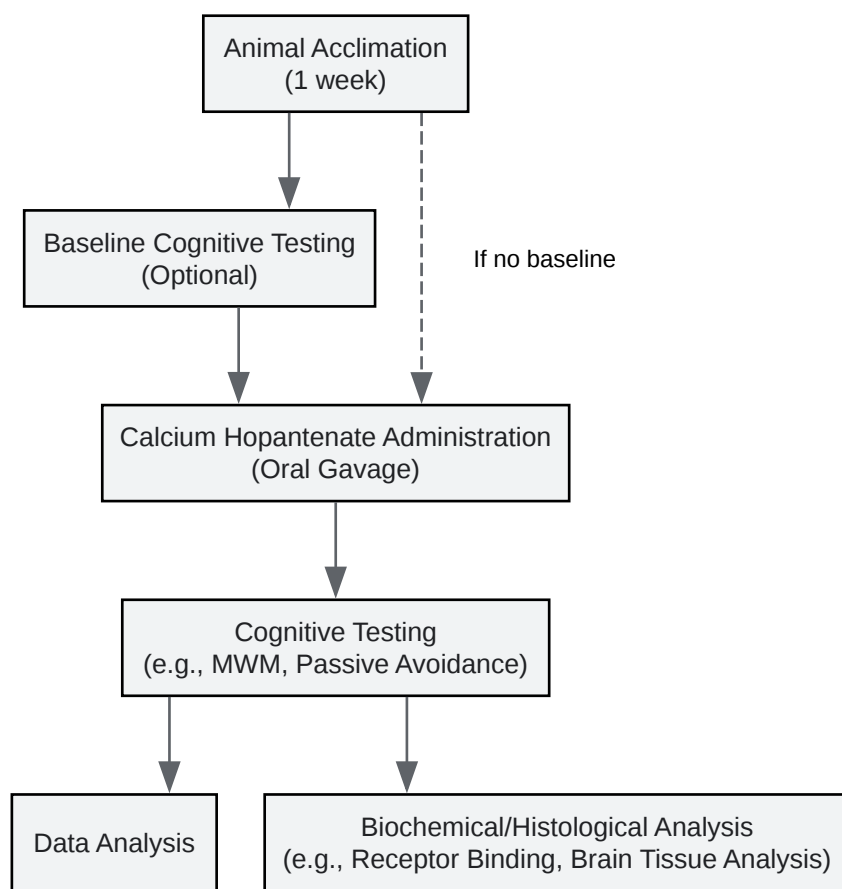 Animal Acclimation
(1 week)
Baseline Cognitive Testing
(Optional)
If no baseline
Calcium Hopantenate Administration
(Oral Gavage)
Cognitive Testing
(e.g., MWM, Passive Avoidance)
Data Analysis
Biochemical/Histological Analysis
(e.g., Receptor Binding, Brain Tissue Analysis)